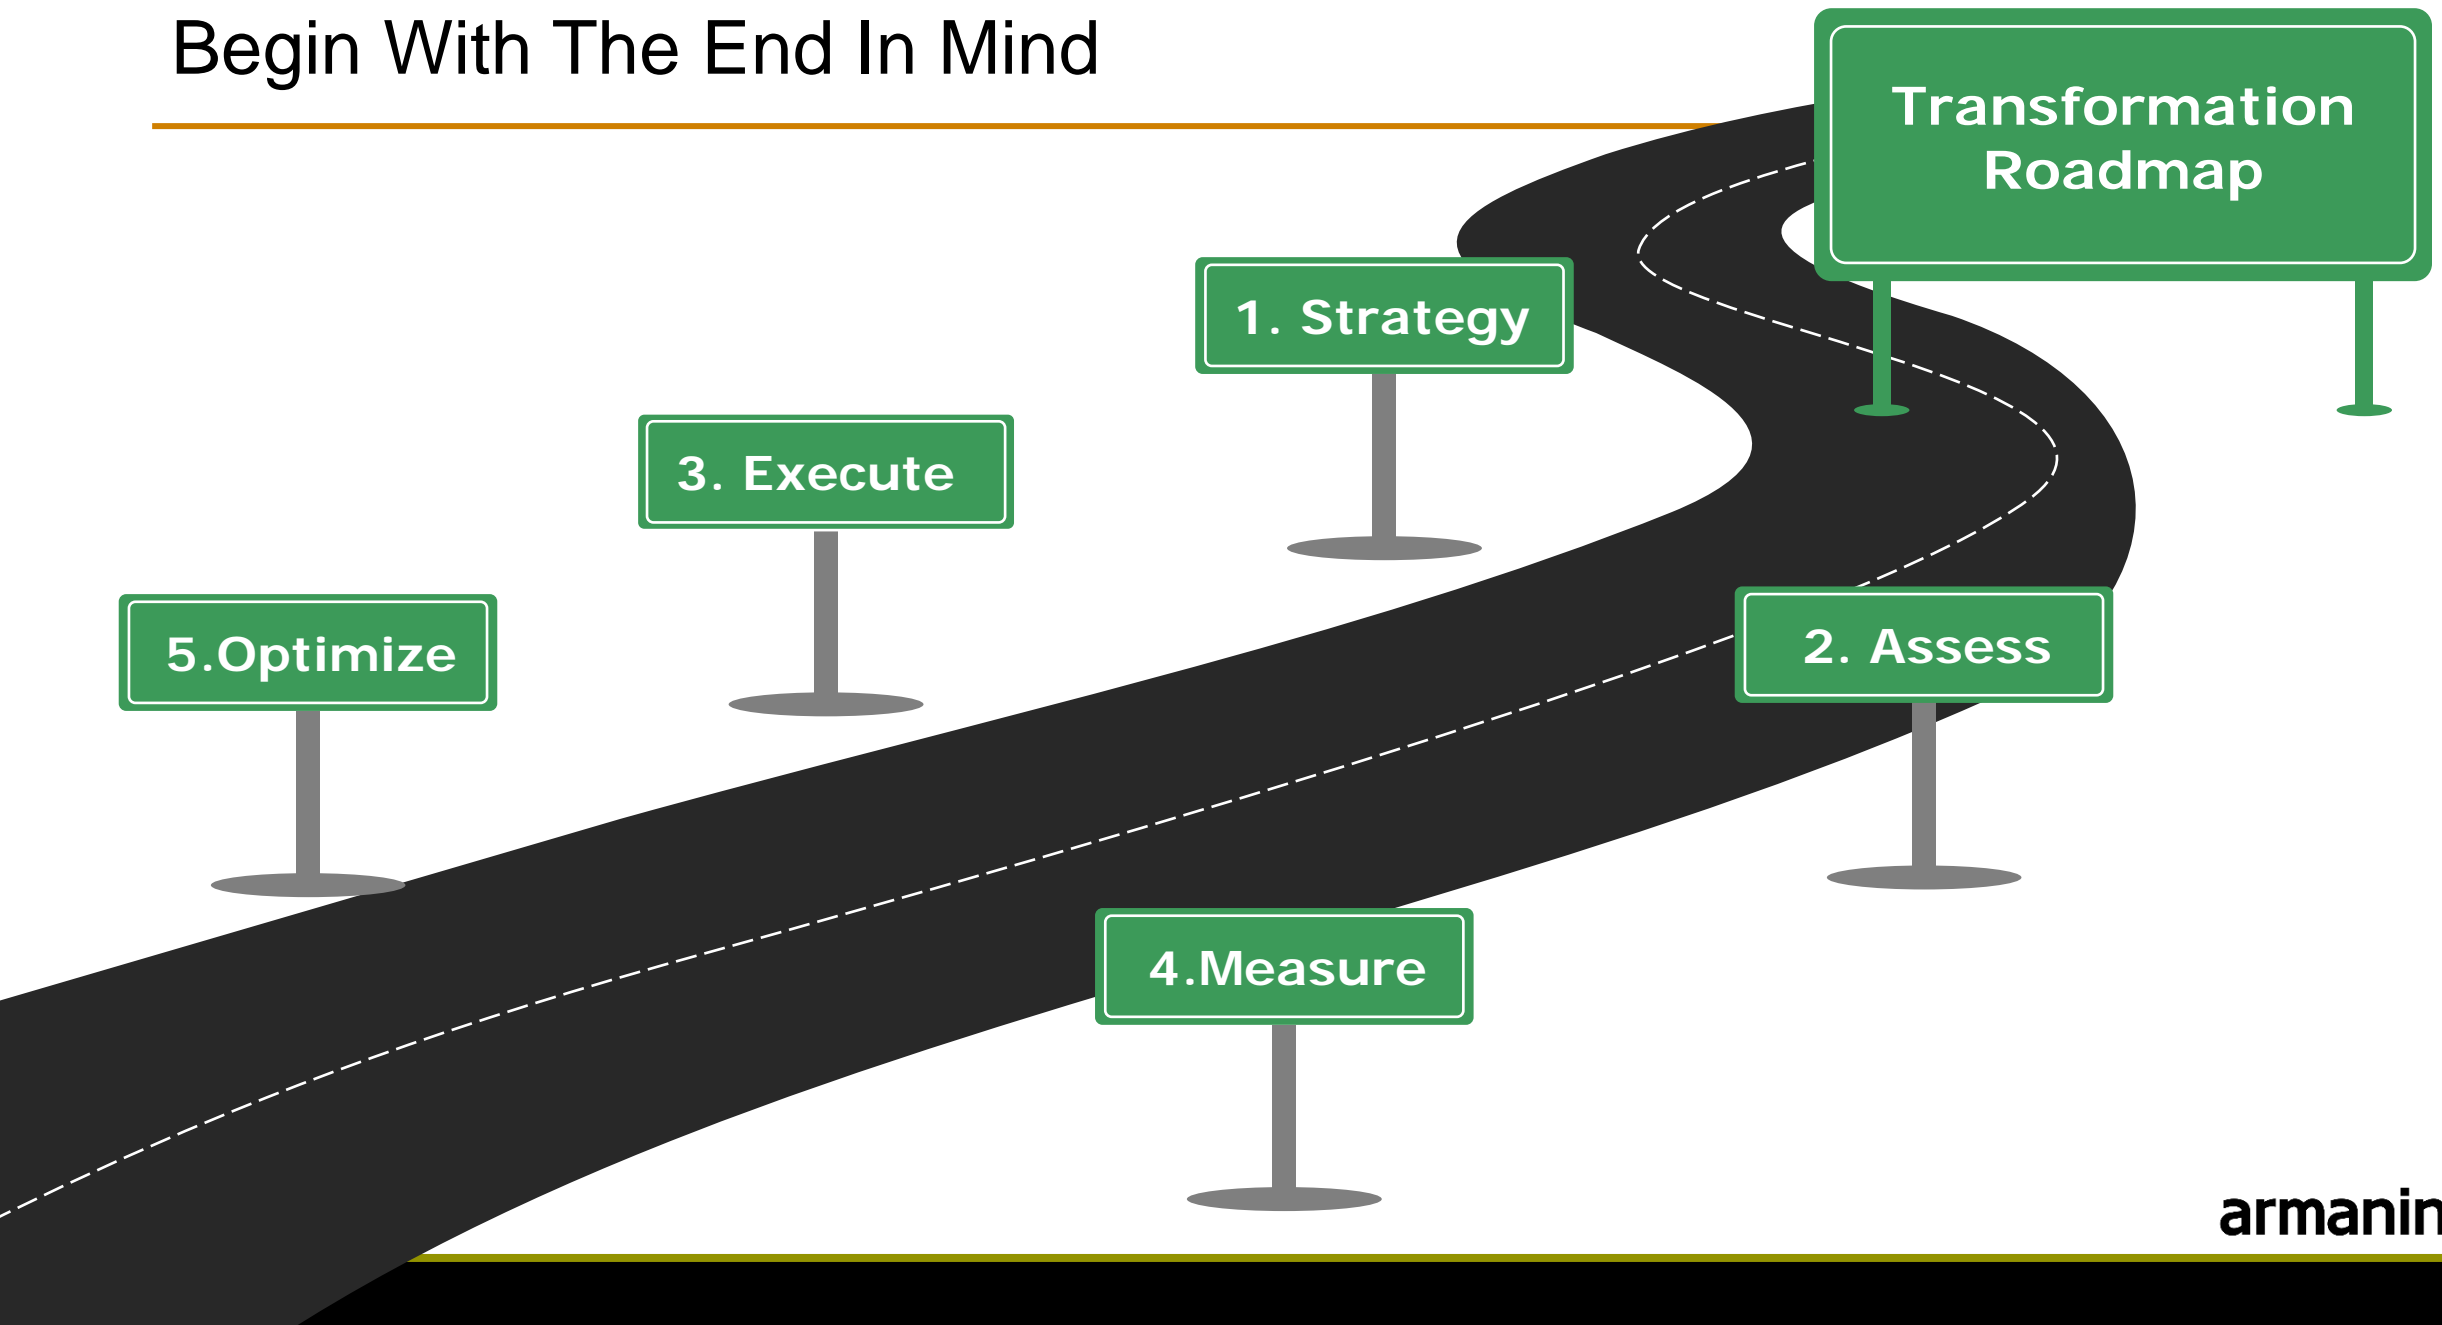 Begin With The End In Mind
Transformation
Roadmap
1. Strategy
3. Execute
5.Optimize
2. Assess
4.Measure
armanin